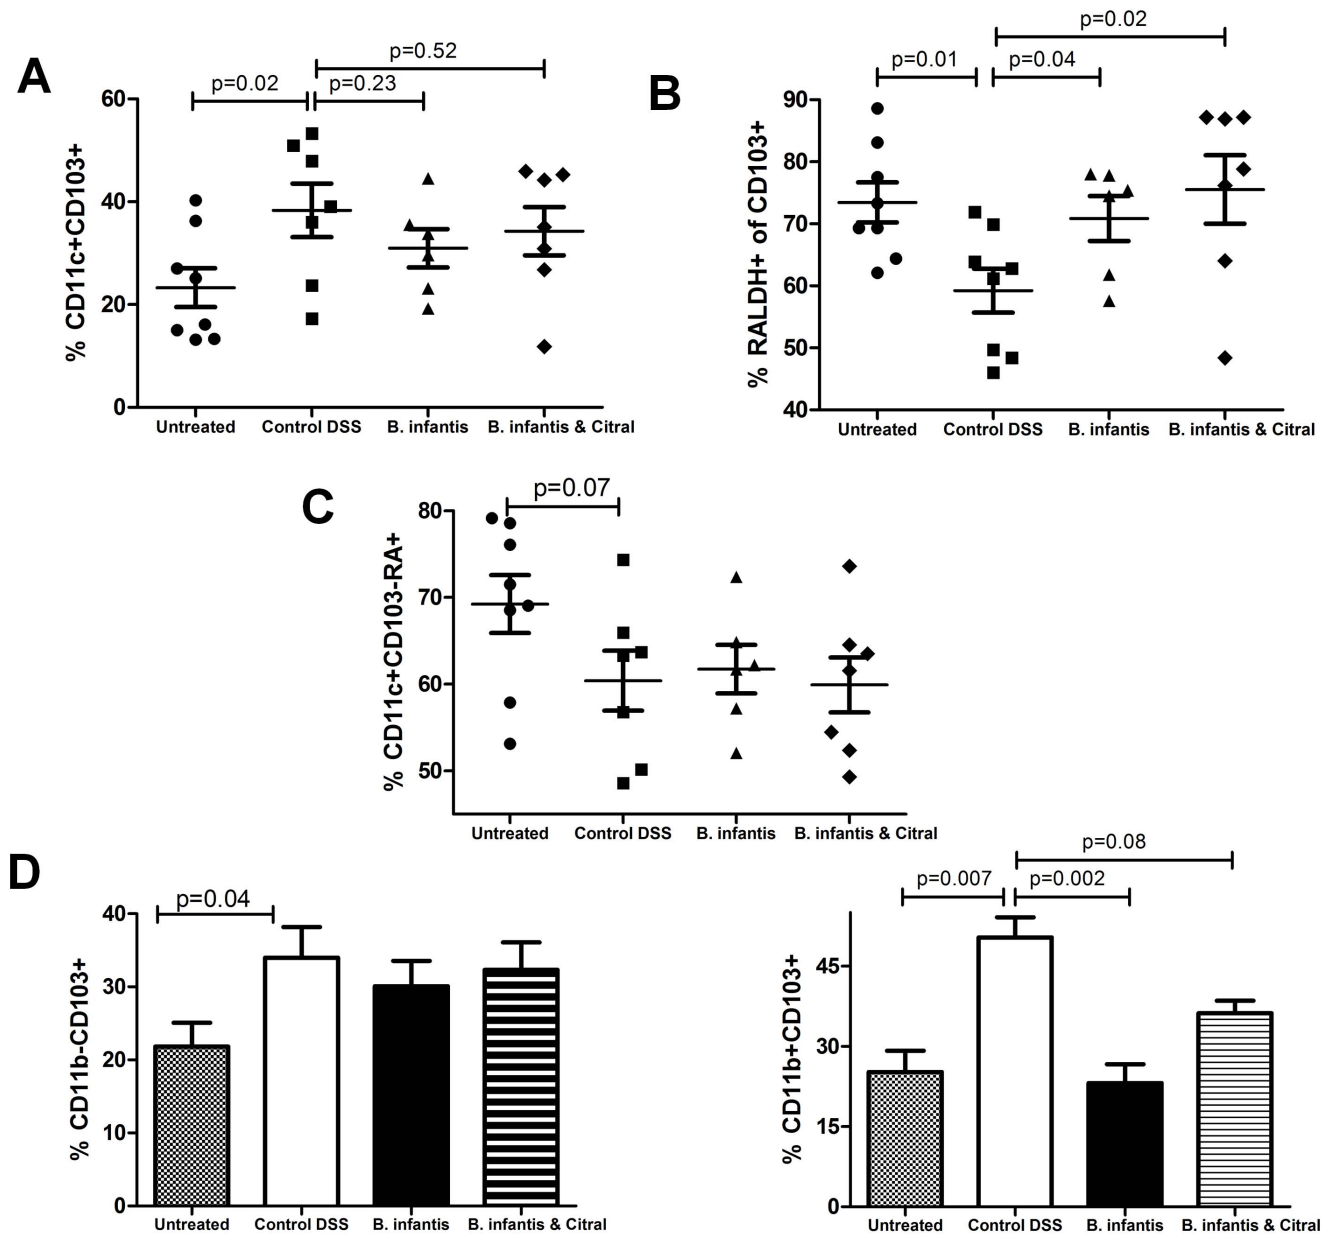 A
p=0.52
p=0.02
p=0.23
% CD11c+CD103+
60
40
20
0
Untreated
Control DSS
B. infantis
B. infantis & Citral
B
p=0.02
p=0.01
p=0.04
% RALDH+ of CD103+
90
80
70
60
50
40
Untreated
Control DSS
B. infantis
B. infantis & Citral
C
p=0.07
% CD11c+CD103-RA+
80
70
60
50
Untreated
Control DSS
B. infantis
B. infantis & Citral
D
p=0.04
% CD11b-CD103+
40
30
20
10
0
Untreated
Control DSS
B. infantis
B. infantis & Citral
p=0.08
p=0.007
p=0.002
% CD11b+CD103+
45
30
15
0
Untreated
Control DSS
B. infantis
B. infantis & Citral